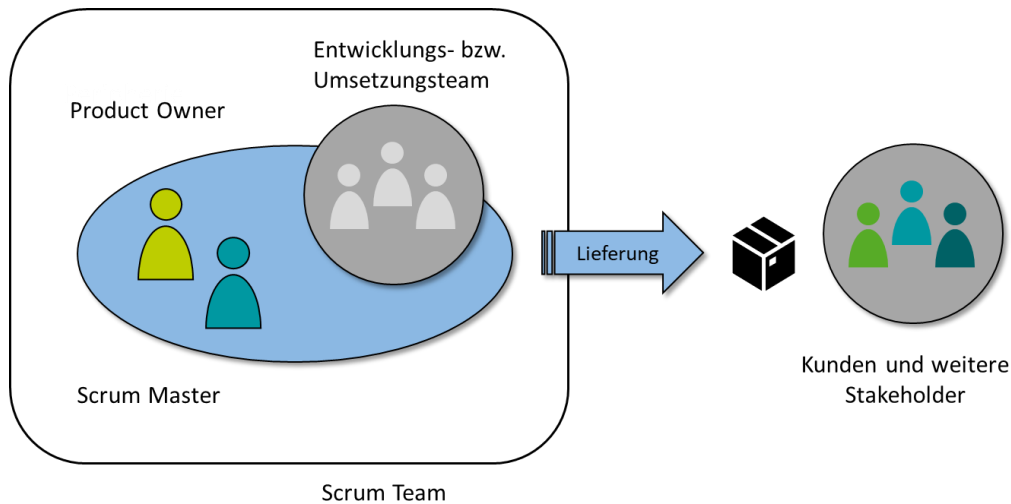 Entwicklungs- bzw.
Umsetzungsteam
Product Owner
Lieferung
Kunden und weitere
Stakeholder
Scrum Master
Scrum Team